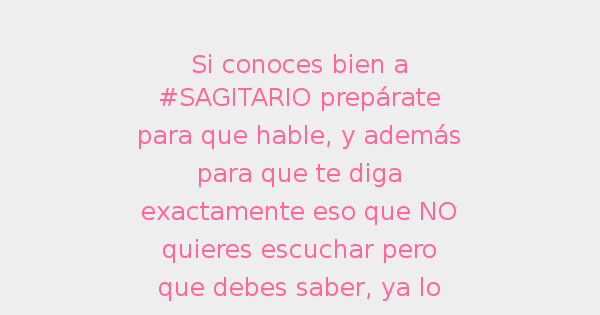 Si conoces bien a
#SAGITARIO prepárate
para que hable, y además
para que te diga
exactamente eso que NO
quieres escuchar pero
que debes saber, ya lo